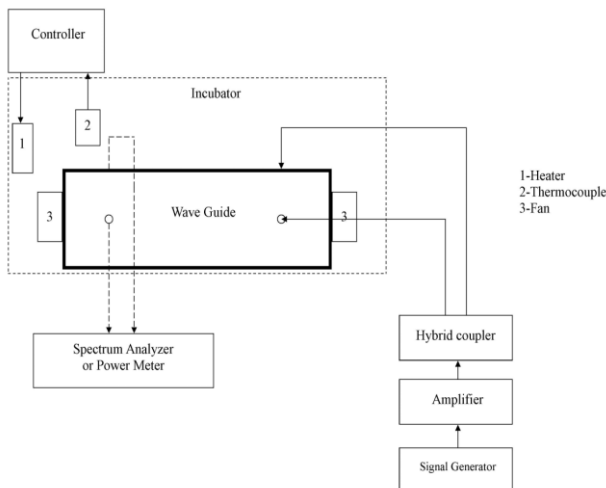 Controller
Incubator
1
2
3
Wave Guide
3
1-Heater
2-Thermocouple
3-Fan
Spectrum Analyzer
or Power Meter
Hybrid coupler
Amplifier
Signal Generator